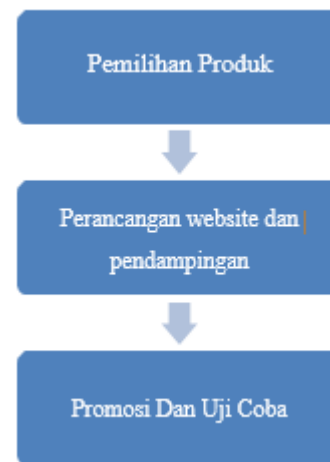 Pemilihan Produk
Perancangan website dan
pendampingan
Promosi Dan Uji Coba